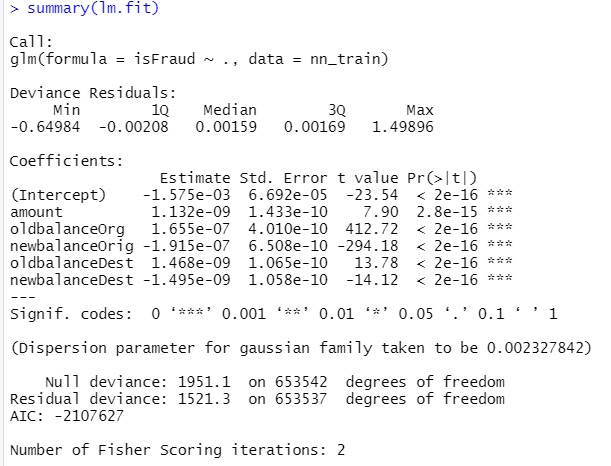 > summary(lm.fit)
Call:
glm(formula = isFraud ~ ., data = nn_train)
Deviance Residuals:
Min 1Q Median 3Q Max
-0.64984 -0.00208 0.00159 0.00169 1.49896
Coefficients:
Estimate Std. Error t value Pr(>|t|)
(Intercept) -1.575e-03 6.692e-05 -23.54 < 2e-16 ***
amount 1.132e-09 1.433e-10 7.90 2.8e-15 ***
oldbalanceOrg 1.655e-07 4.010e-10 412.72 < 2e-16 ***
newbalanceOrig -1.915e-07 6.508e-10 -294.18 < 2e-16 ***
oldbalanceDest 1.468e-09 1.065e-10 13.78 < 2e-16 ***
newbalanceDest -1.495e-09 1.058e-10 -14.12 < 2e-16 ***
---
Signif. codes: 0 ‘***’ 0.001 ‘**’ 0.01 ‘*’ 0.05 ‘.’ 0.1 ‘ ’ 1
(Dispersion parameter for gaussian family taken to be 0.002327842)
Null deviance: 1951.1 on 653542 degrees of freedom
Residual deviance: 1521.3 on 653537 degrees of freedom
AIC: -2107627
Number of Fisher Scoring iterations: 2